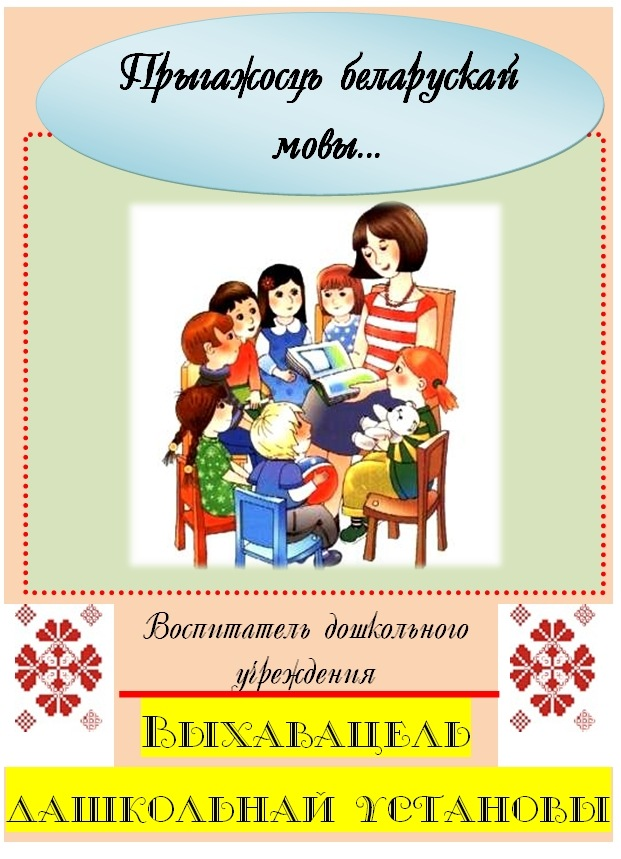 Прыгажосць беларускай
мовы...
Воспитатель дошкольного
учреждения
Выхавацель
дашкольнай установы